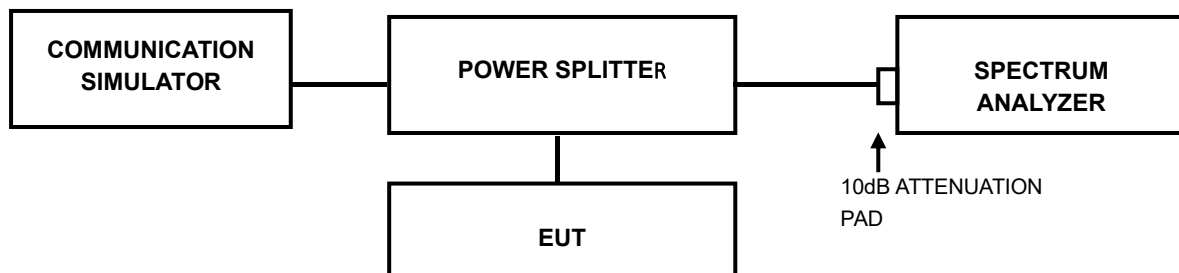 COMMUNICATION
SIMULATOR
POWER SPLITTER
SPECTRUM
ANALYZER
10dB ATTENUATION
PAD
EUT